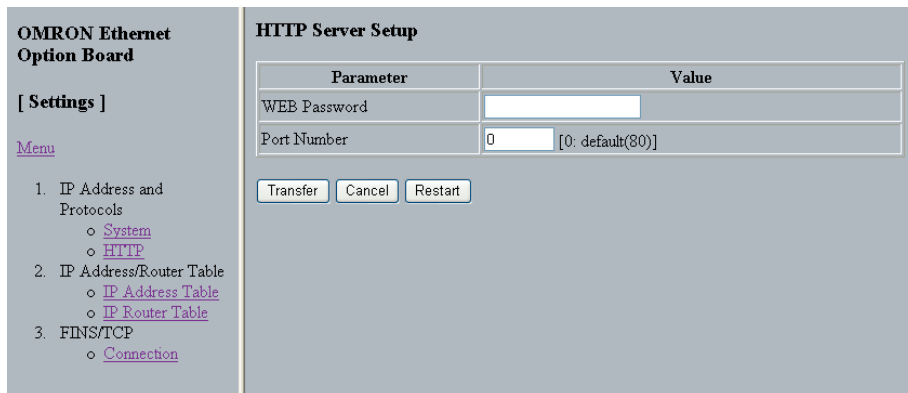 OMRON Ethernet
Option Board
[ Settings ]
Menu
1. IP Address and
Protocols
o System
o HTTP
2. IP Address/Router Table
o IP Address Table
o IP Router Table
3. FINS/TCP
o Connection
HTTP Server Setup
Parameter Value
WEB Password
Port Number 0 [0: default(80)]
Transfer Cancel Restart